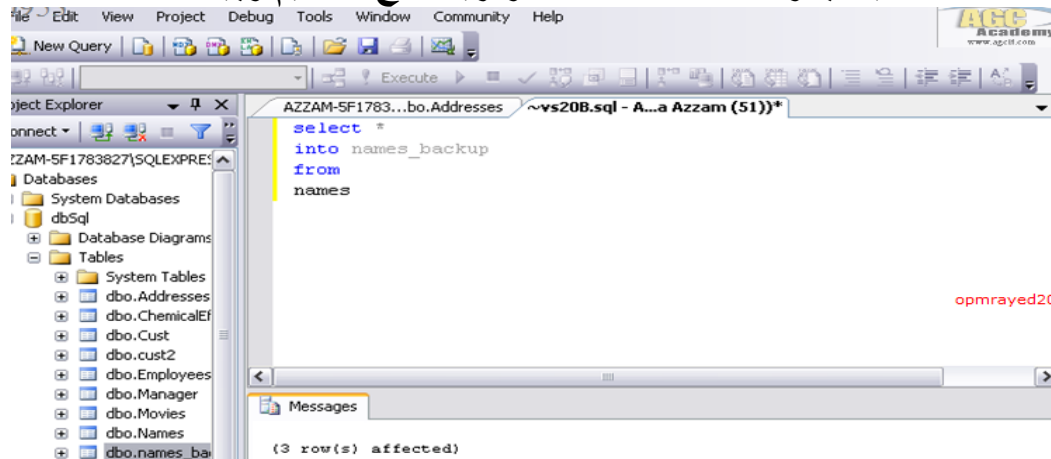 File Edit View Project Debug Tools Window Community Help
AGC
Academy
www.agcit.com
New Query
Execute
Object Explorer
AZZAM-5F1783...bo.Addresses
~vs20B.sql - A...a Azzam (51))*
Connect
AZZAM-5F1783827\SQLEXPRES
Databases
System Databases
dbSql
Database Diagrams
Tables
System Tables
dbo.Addresses
dbo.ChemicalEf
dbo.Cust
dbo.cust2
dbo.Employees
dbo.Manager
dbo.Movies
dbo.Names
dbo.names_ba
select *
into names_backup
from
names
opmrayed20
Messages
(3 row(s) affected)